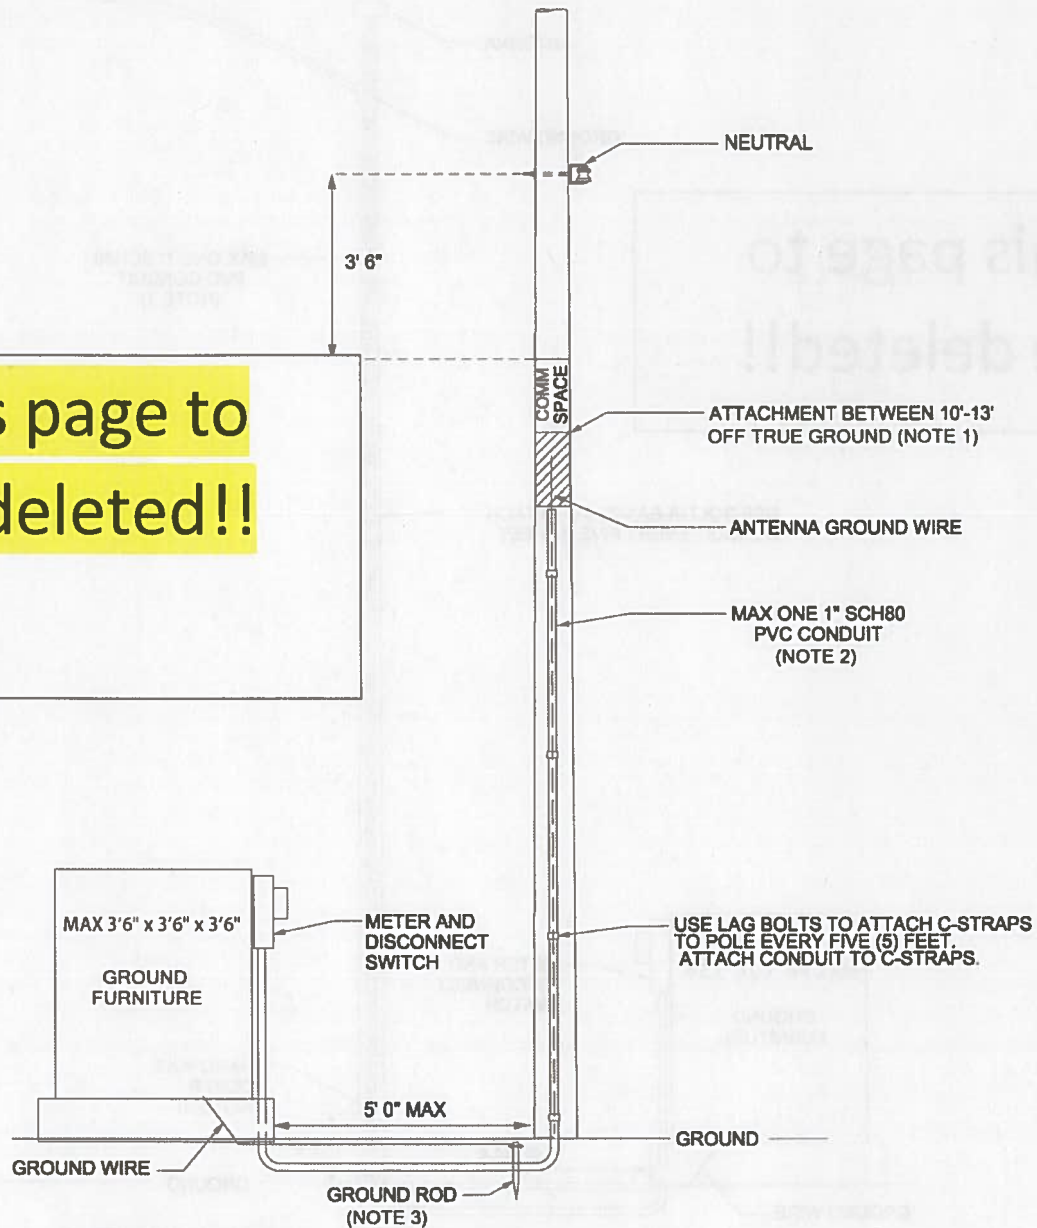 NEUTRAL
3' 6"
s page to
deleted!!
COMM
SPACE
ATTACHMENT BETWEEN 10'-13'
OFF TRUE GROUND (NOTE 1)
ANTENNA GROUND WIRE
MAX ONE 1" SCH80
PVC CONDUIT
(NOTE 2)
MAX 3'6" x 3'6" x 3'6"
GROUND
FURNITURE
METER AND
DISCONNECT
SWITCH
USE LAG BOLTS TO ATTACH C-STRAPS
TO POLE EVERY FIVE (5) FEET.
ATTACH CONDUIT TO C-STRAPS.
5' 0" MAX
GROUND
GROUND WIRE
GROUND ROD
(NOTE 3)